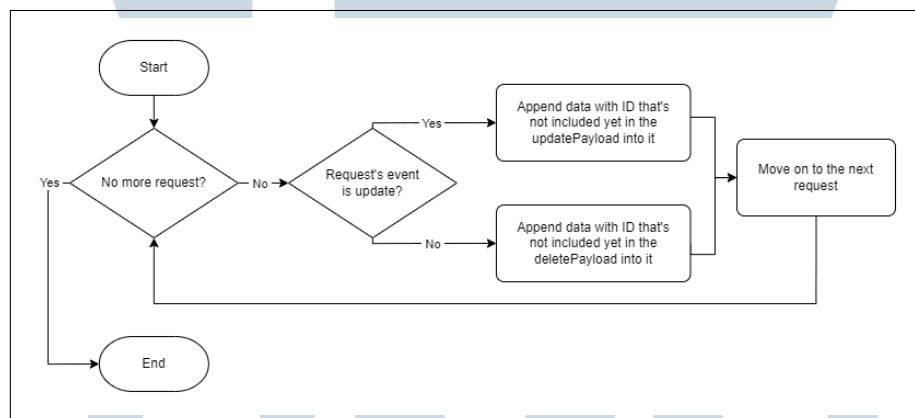 Start
No more request?
Yes
No
Request's event
is update?
Yes
Append data with ID that's
not included yet in the
updatePayload into it
No
Append data with ID that's
not included yet in the
deletePayload into it
Move on to the next
request
End